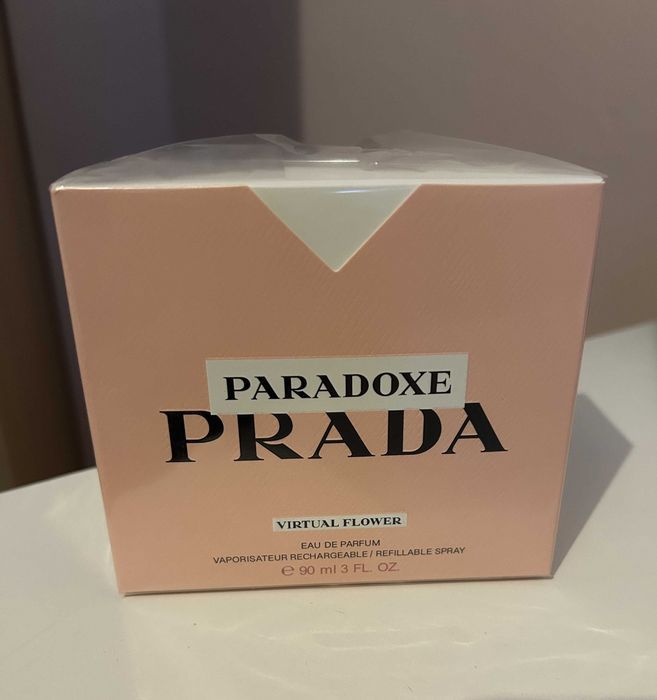 PARADOXE
PRADA
VIRTUAL FLOWER
EAU DE PARFUM
VAPORISATEUR RECHARGEABLE / REFILLABLE SPRAY
℮ 90 ml 3 FL. OZ.